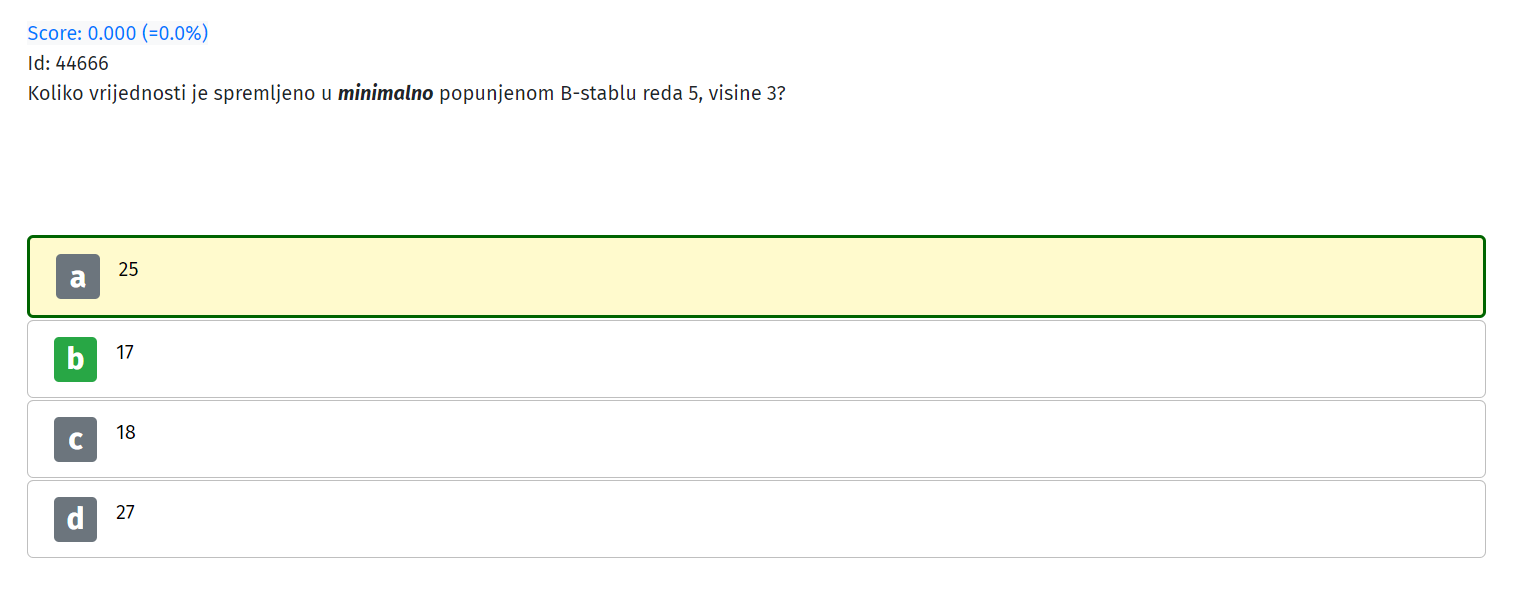 Score: 0.000 (=0.0%)
Id: 44666
Koliko vrijednosti je spremljeno u minimalno popunjenom B-stablu reda 5, visine 3?
a 25
b 17
c 18
d 27